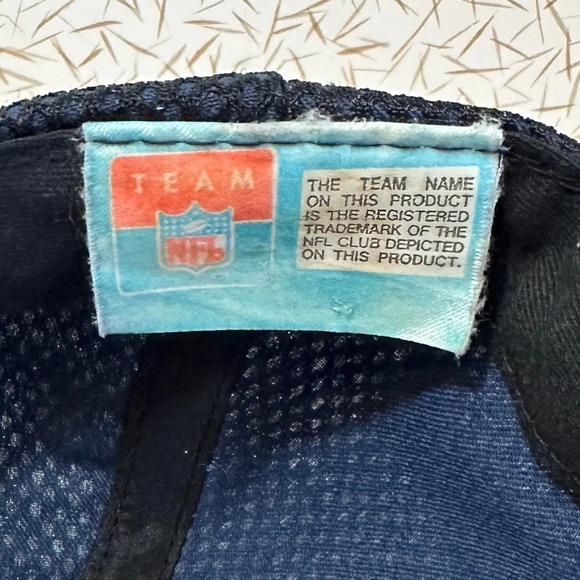 TEAM
NFL
THE TEAM NAME
ON THIS PRODUCT
IS THE REGISTERED
TRADEMARK OF THE
NFL CLUB DEPICTED
ON THIS PRODUCT.